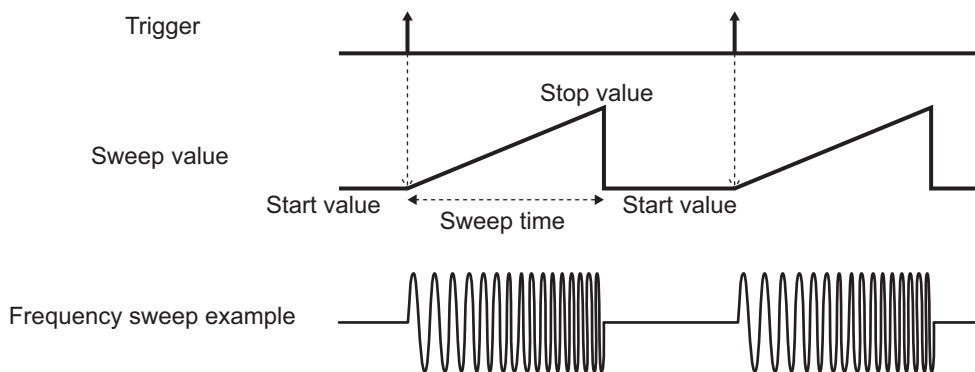 Trigger
Stop value
Sweep value
Start value
Sweep time
Start value
Frequency sweep example